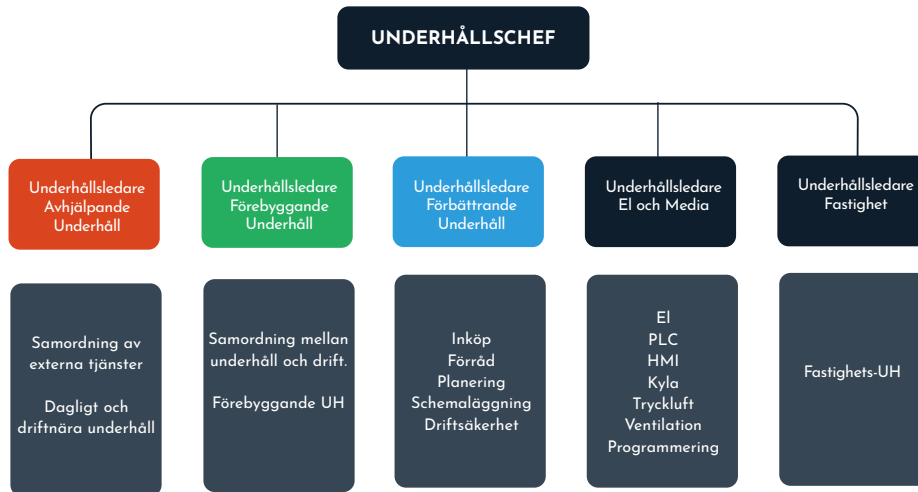 UNDERHÅLLSCHEF
Underhållsledare
Avhjälpande
Underhåll
Underhållsledare
Förebyggande
Underhåll
Underhållsledare
Förbättrande
Underhåll
Underhållsledare
El och Media
Underhållsledare
Fastighet
Samordning av
externa tjänster
Dagligt och
driftnära underhåll
Samordning mellan
underhåll och drift.
Förebyggande UH
Inköp
Förråd
Planering
Schemaläggning
Driftsäkerhet
El
PLC
HMI
Kyla
Tryckluft
Ventilation
Programmering
Fastighets-UH